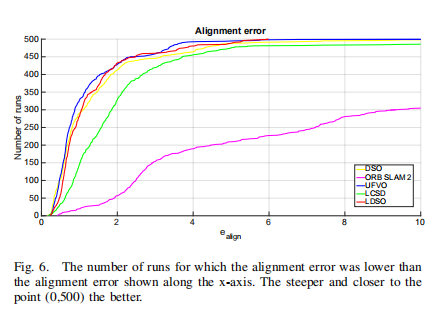 Alignment error
500
450
400
350
300
250
200
150
100
50
0
Number of runs
DSO
ORB SLAM 2
UFVO
LCSD
LDSO
0 2 4 6 8 10
e align
Fig. 6. The number of runs for which the alignment error was lower than
the alignment error shown along the x-axis. The steeper and closer to the
point (0,500) the better.